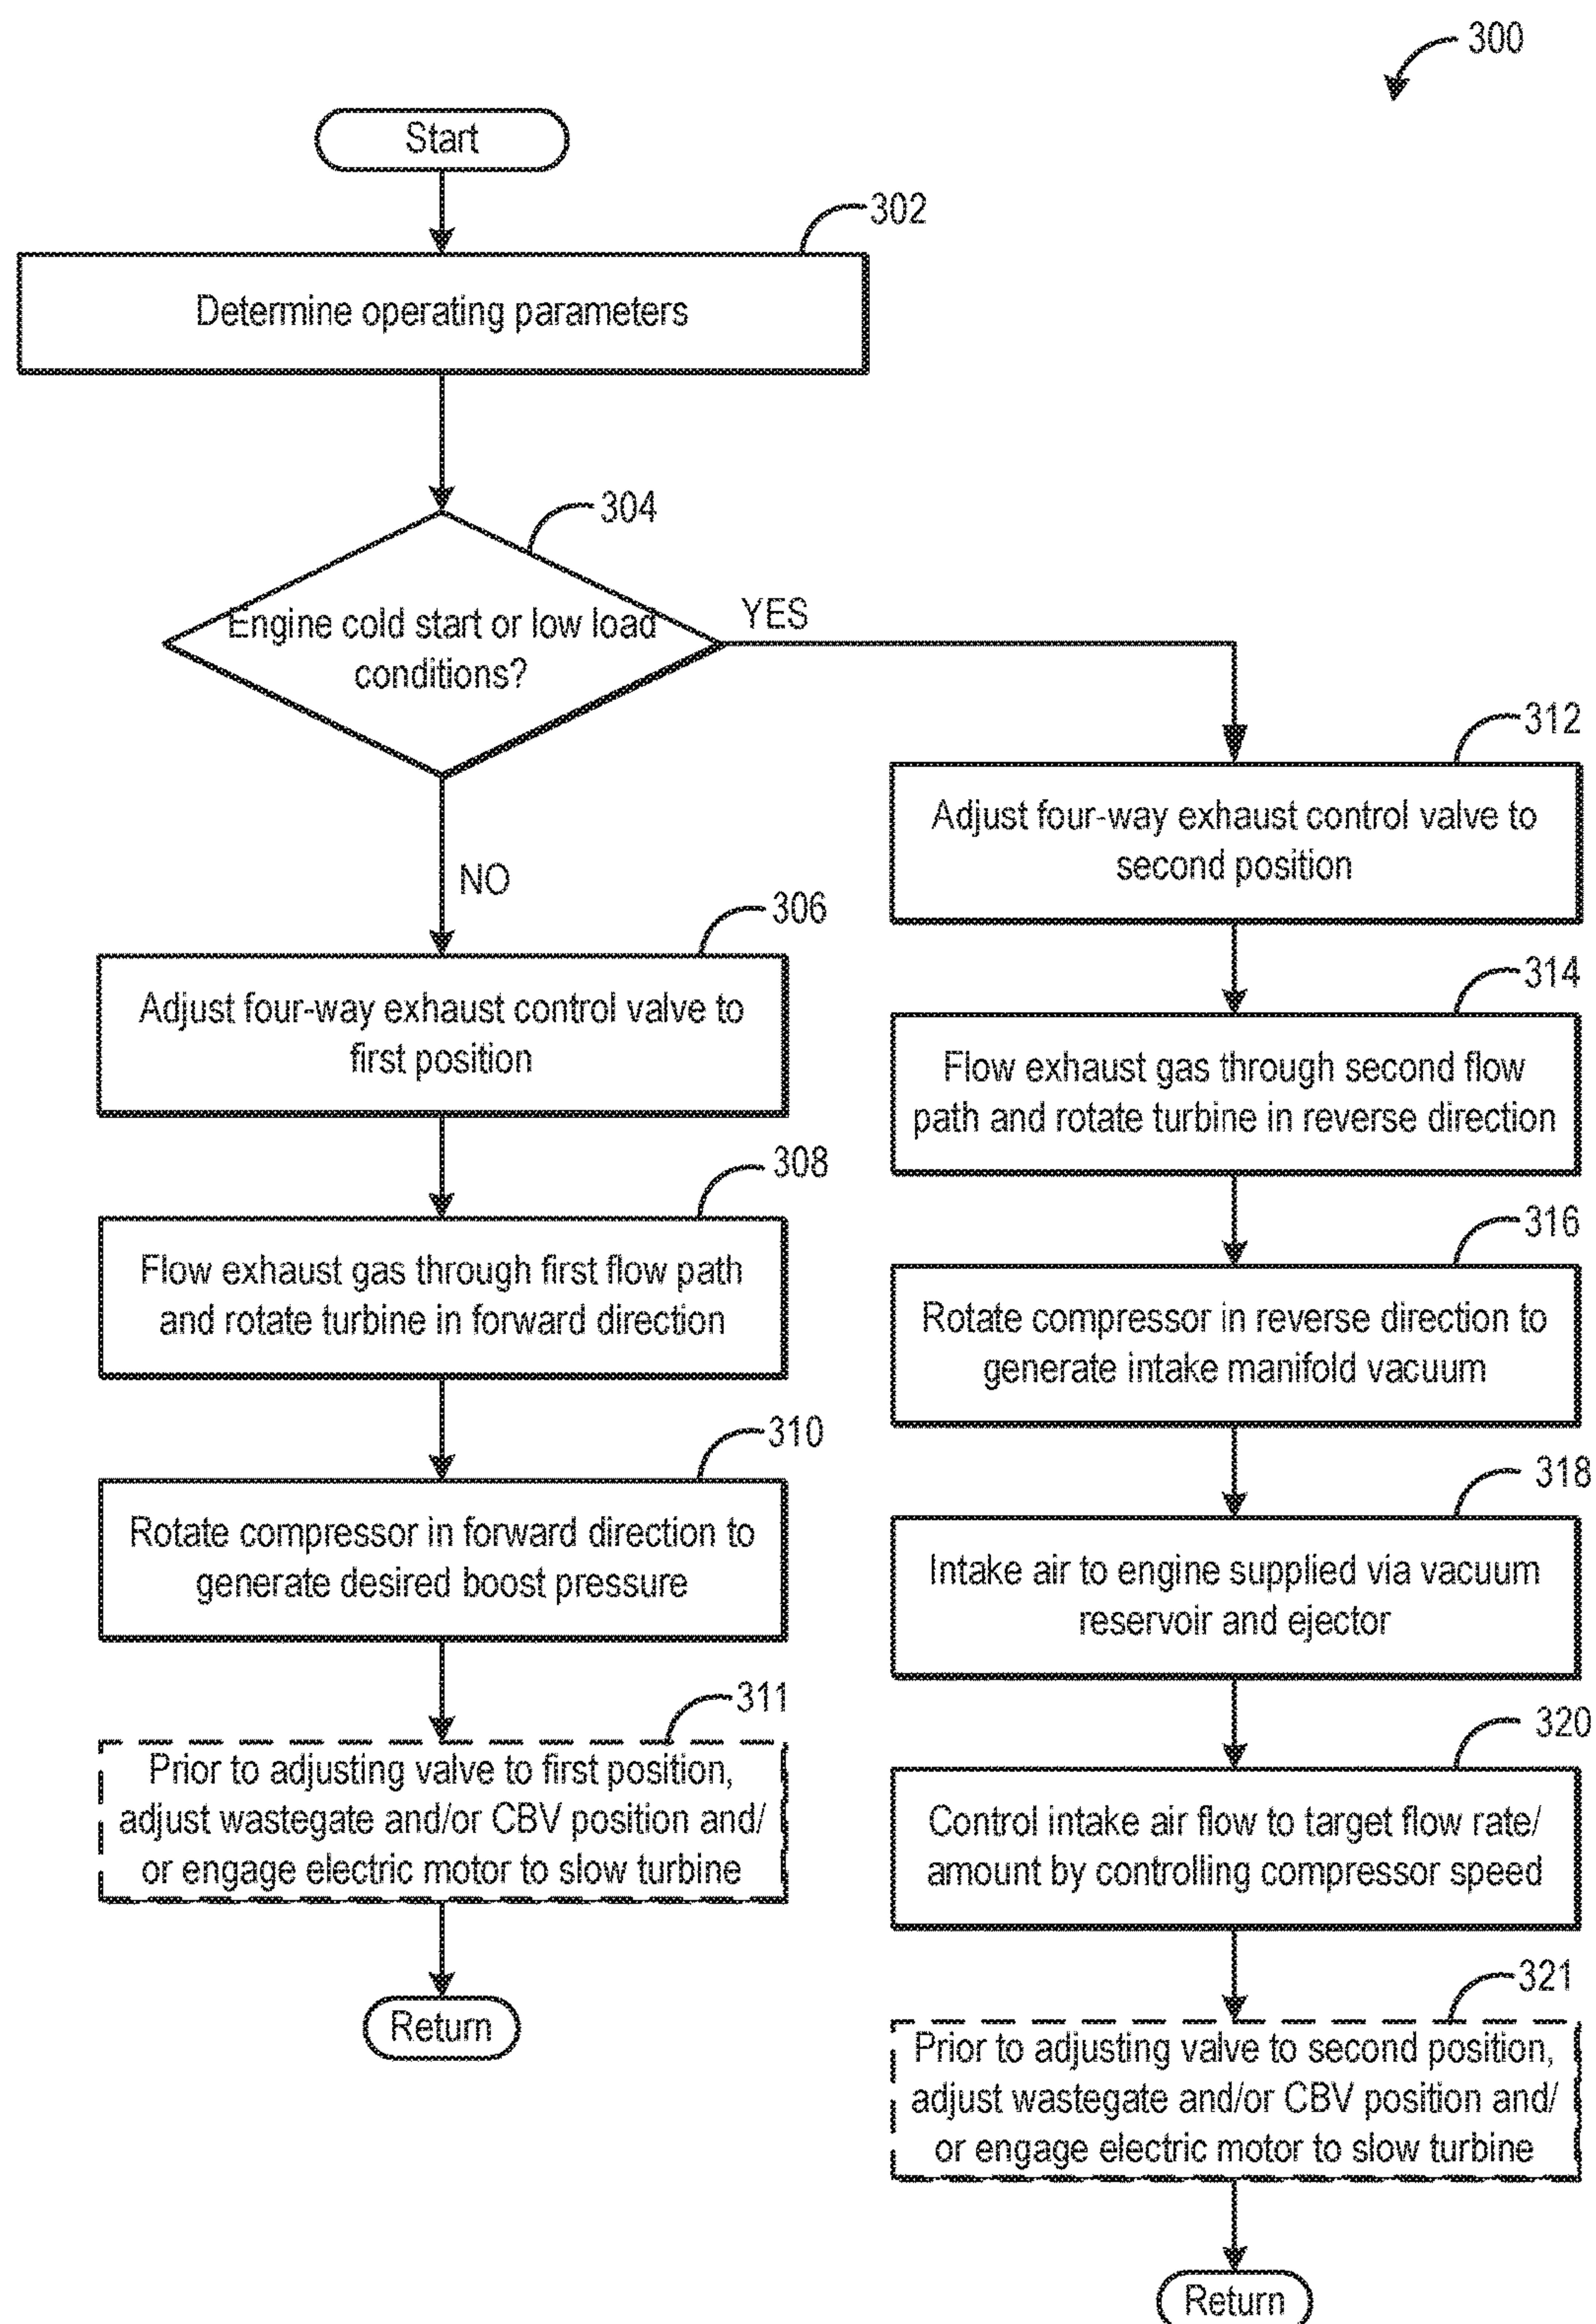 300
Start
302
Determine operating parameters
304
Engine cold start or low load
conditions?
YES
NO
306
Adjust four-way exhaust control valve to
first position
308
Flow exhaust gas through first flow path
and rotate turbine in forward direction
310
Rotate compressor in forward direction to
generate desired boost pressure
311
Prior to adjusting valve to first position,
adjust wastegate and/or CBV position and/
or engage electric motor to slow turbine
Return
312
Adjust four-way exhaust control valve to
second position
314
Flow exhaust gas through second flow
path and rotate turbine in reverse direction
316
Rotate compressor in reverse direction to
generate intake manifold vacuum
318
Intake air to engine supplied via vacuum
reservoir and ejector
320
Control intake air flow to target flow rate/
amount by controlling compressor speed
321
Prior to adjusting valve to second position,
adjust wastegate and/or CBV position and/
or engage electric motor to slow turbine
Return